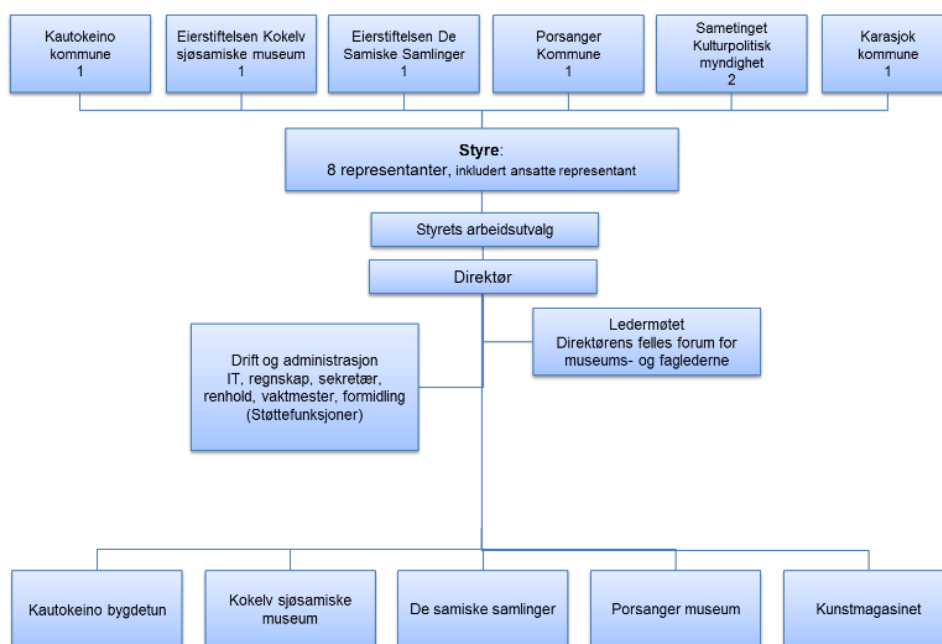 Kautokeino
kommune
1
Eierstiftelsen Kokelv
sjøsamiske museum
1
Eierstiftelsen De
Samiske Samlinger
1
Porsanger
Kommune
1
Sametinget
Kulturpolitisk
myndighet
2
Karasjok
kommune
1
Styre:
8 representanter, inkludert ansatte representant
Styrets arbeidsutvalg
Direktør
Ledermøtet
Direktørens felles forum for
museums- og faglederne
Drift og administrasjon
IT, regnskap, sekretær,
renhold, vaktmester, formidling
(Støttefunksjoner)
Kautokeino bygdetun
Kokelv sjøsamiske
museum
De samiske samlinger
Porsanger museum
Kunstmagasinet